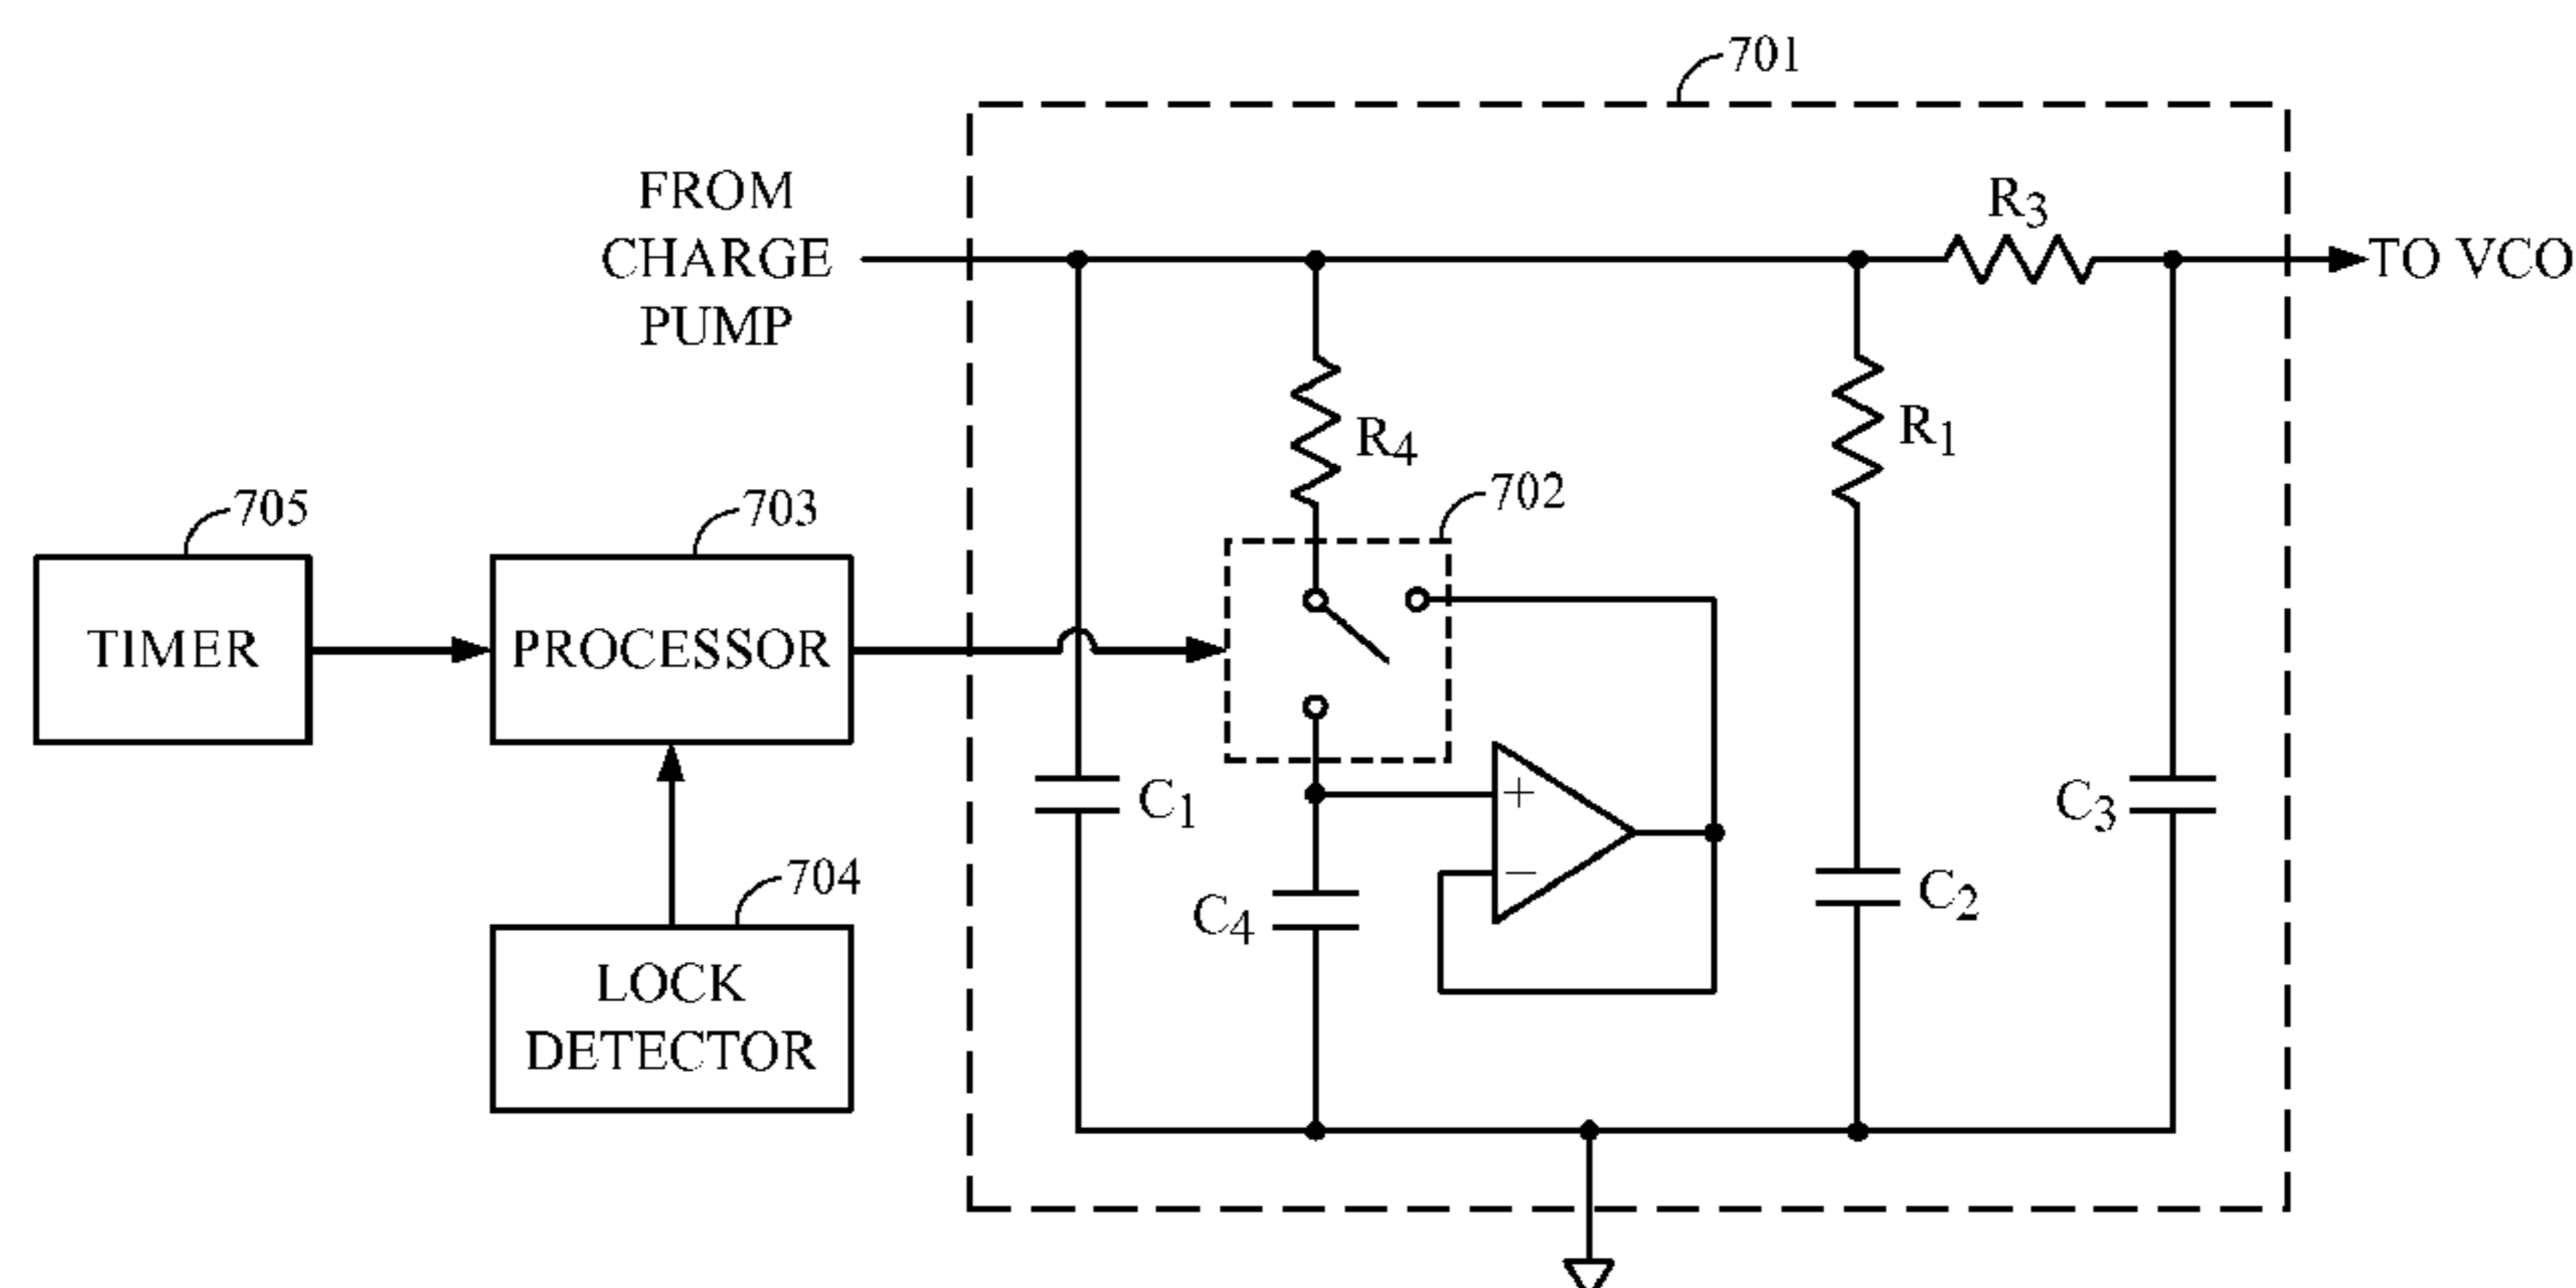 701
FROM
CHARGE
PUMP
R3
TO VCO
R4
R1
702
705
703
TIMER
PROCESSOR
+
−
C1
C3
704
C4
C2
LOCK
DETECTOR